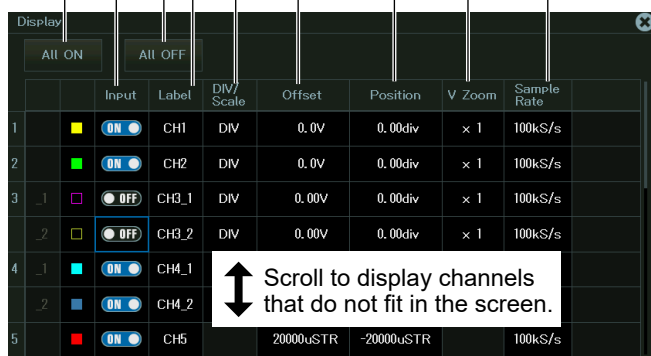 Display
All ON All OFF
Input Label DIV/Scale Offset Position V Zoom Sample Rate
1 ON CH1 DIV 0.0V 0.00div ×1 100kS/s
2 ON CH2 DIV 0.0V 0.00div ×1 100kS/s
3 _1 OFF CH3_1 DIV 0.00V 0.00div ×1 100kS/s
_2 OFF CH3_2 DIV 0.00V 0.00div ×1 100kS/s
4 _1 ON CH4_1
_2 ON CH4_2
Scroll to display channels
that do not fit in the screen.
5 ON CH5 20000uSTR -20000uSTR 100kS/s